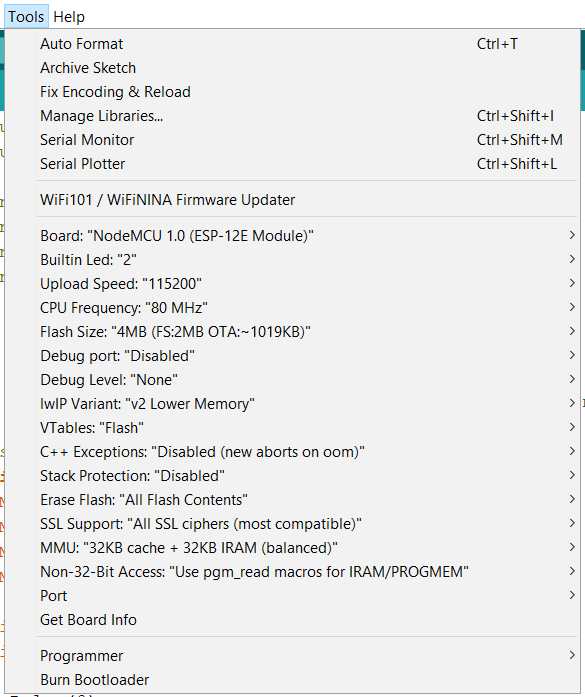 Tools Help
Auto Format Ctrl+T
Archive Sketch
Fix Encoding & Reload
Manage Libraries... Ctrl+Shift+I
Serial Monitor Ctrl+Shift+M
Serial Plotter Ctrl+Shift+L
WiFi101 / WiFiNINA Firmware Updater
Board: "NodeMCU 1.0 (ESP-12E Module)"
Builtin Led: "2"
Upload Speed: "115200"
CPU Frequency: "80 MHz"
Flash Size: "4MB (FS:2MB OTA:~1019KB)"
Debug port: "Disabled"
Debug Level: "None"
lwIP Variant: "v2 Lower Memory"
VTables: "Flash"
C++ Exceptions: "Disabled (new aborts on oom)"
Stack Protection: "Disabled"
Erase Flash: "All Flash Contents"
SSL Support: "All SSL ciphers (most compatible)"
MMU: "32KB cache + 32KB IRAM (balanced)"
Non-32-Bit Access: "Use pgm_read macros for IRAM/PROGMEM"
Port
Get Board Info
Programmer
Burn Bootloader